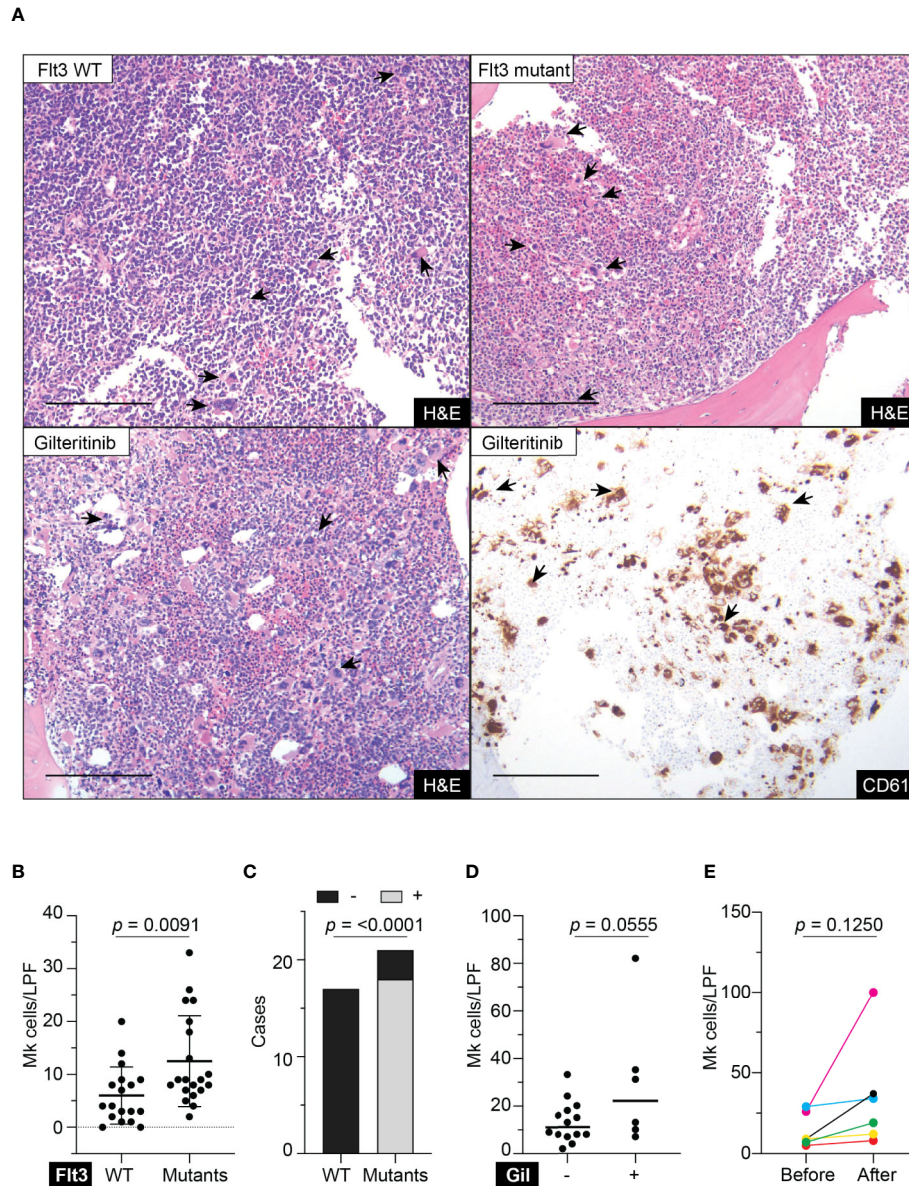 A
Flt3 WT
H&E
Flt3 mutant
H&E
Gilteritinib
H&E
Gilteritinib
CD61
B
p = 0.0091
Mk cells/LPF
40
30
20
10
0
Flt3
WT
Mutants
C
- +
p = <0.0001
Cases
20
10
0
WT
Mutants
D
p = 0.0555
Mk cells/LPF
100
80
60
40
20
0
Gil
-
+
E
p = 0.1250
Mk cells/LPF
150
100
50
0
Before
After